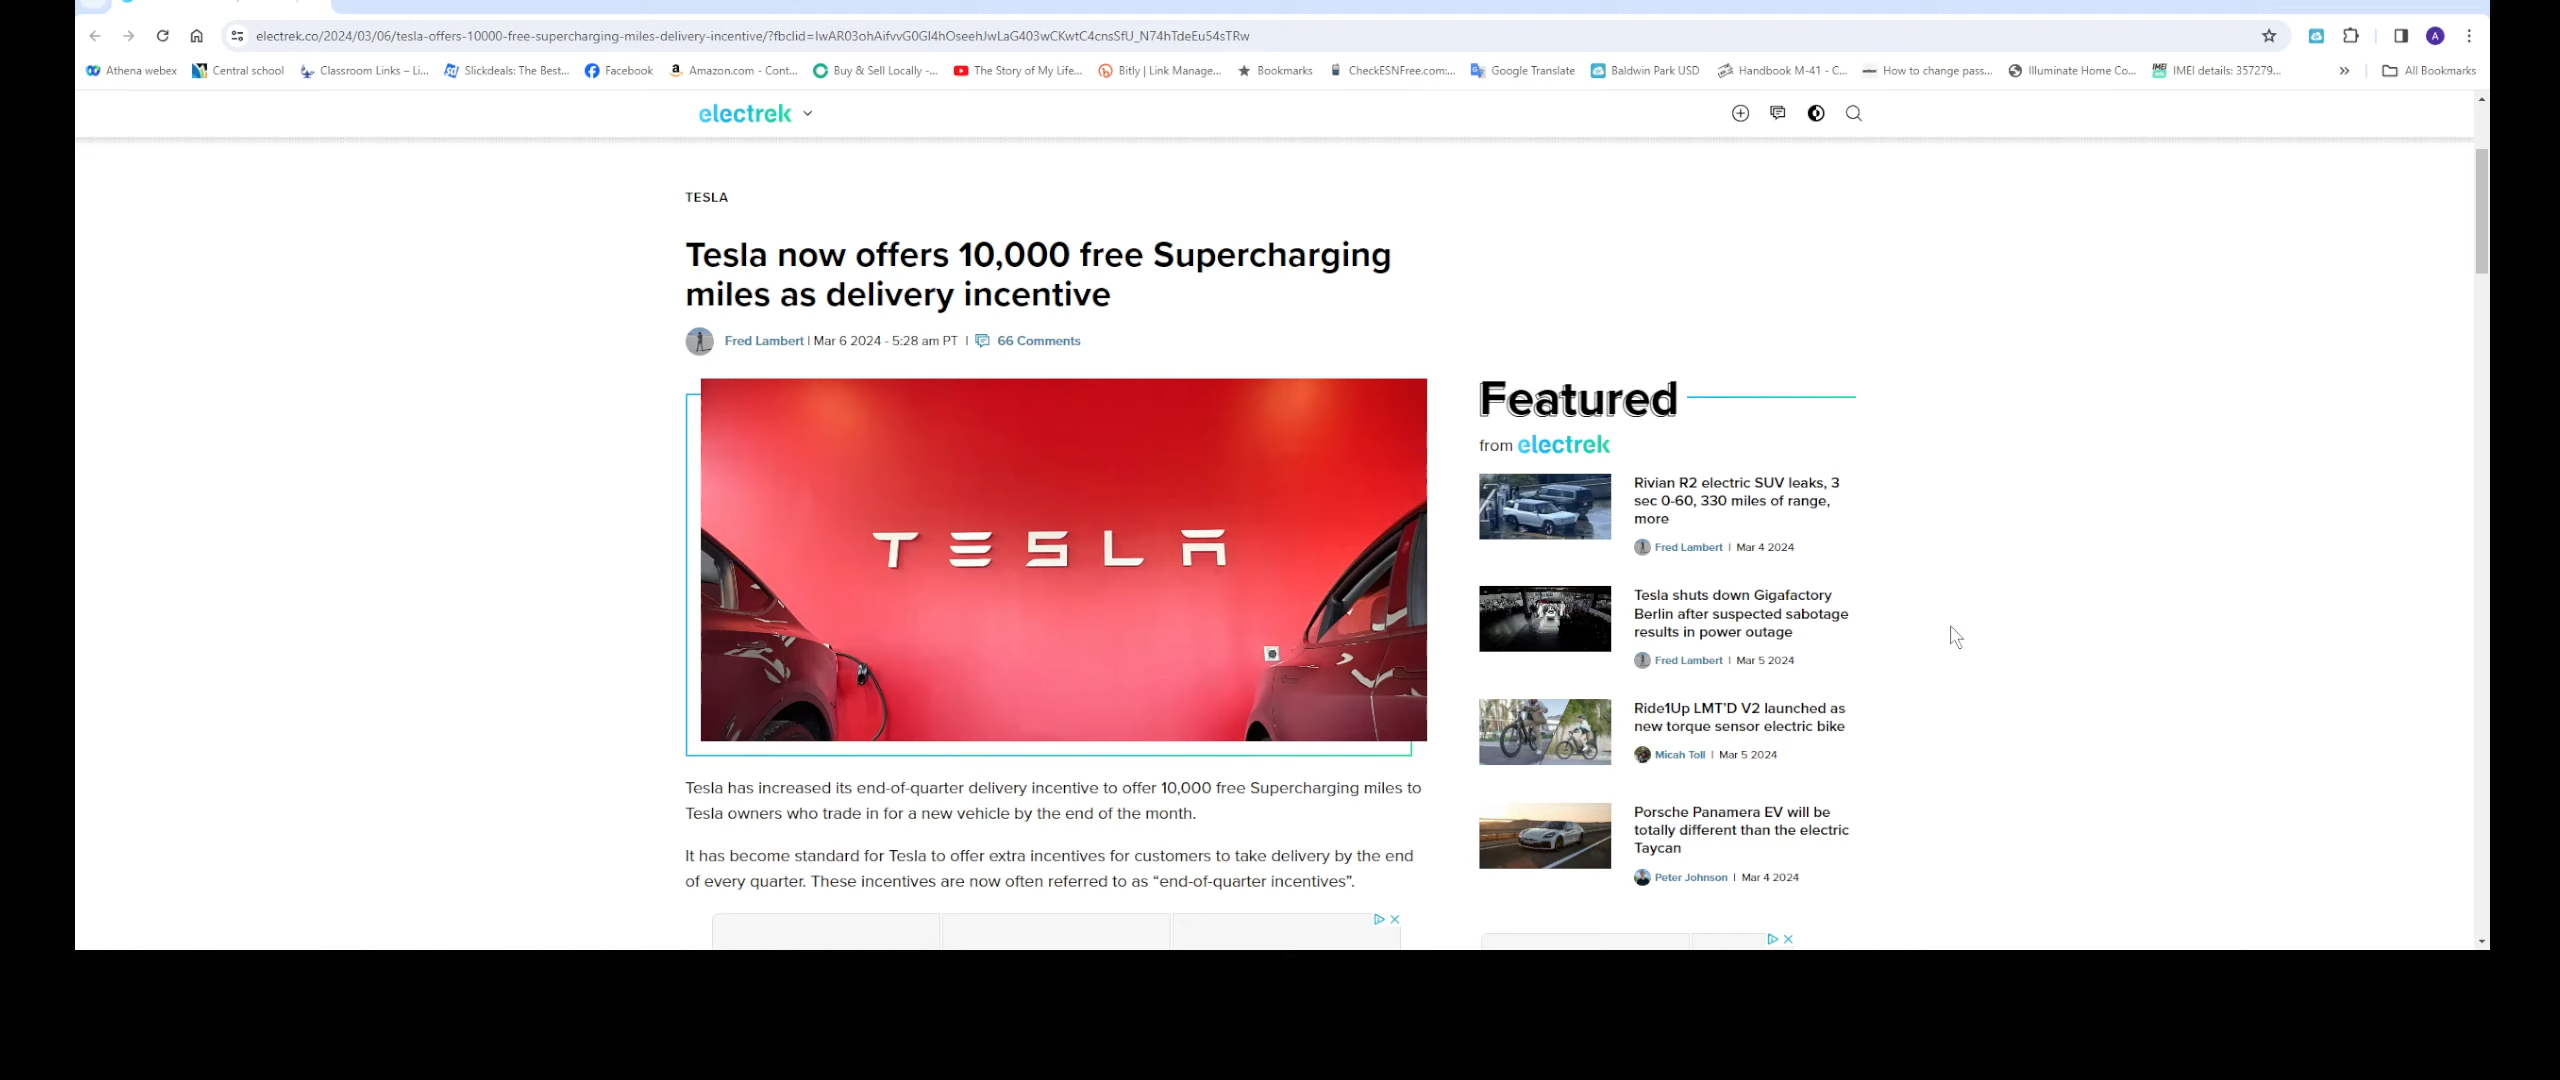 electrek.co/2024/03/06/tesla-offers-10000-free-supercharging-miles-delivery-incentive/?fbclid=IwAR03ohAifvvG0GI4hOseehJwLaG403wCKwtC4cnsSfU_N74hTdeEu54sTRw
A
Athena webex
Central school
Classroom Links – Li...
Slickdeals: The Best...
Facebook
Amazon.com - Cont...
Buy & Sell Locally -...
The Story of My Life...
Bitly | Link Manage...
Bookmarks
CheckESNFree.com:...
Google Translate
Baldwin Park USD
Handbook M-41 - C...
How to change pass...
Illuminate Home Co...
IMEI details: 357279...
All Bookmarks
electrek
TESLA
Tesla now offers 10,000 free Supercharging
miles as delivery incentive
Fred Lambert | Mar 6 2024 - 5:28 am PT | 66 Comments
TESLA
Tesla has increased its end-of-quarter delivery incentive to offer 10,000 free Supercharging miles to
Tesla owners who trade in for a new vehicle by the end of the month.
It has become standard for Tesla to offer extra incentives for customers to take delivery by the end
of every quarter. These incentives are now often referred to as “end-of-quarter incentives”.
Featured
from electrek
Rivian R2 electric SUV leaks, 3
sec 0-60, 330 miles of range,
more
Fred Lambert | Mar 4 2024
Tesla shuts down Gigafactory
Berlin after suspected sabotage
results in power outage
Fred Lambert | Mar 5 2024
Ride1Up LMT’D V2 launched as
new torque sensor electric bike
Micah Toll | Mar 5 2024
Porsche Panamera EV will be
totally different than the electric
Taycan
Peter Johnson | Mar 4 2024